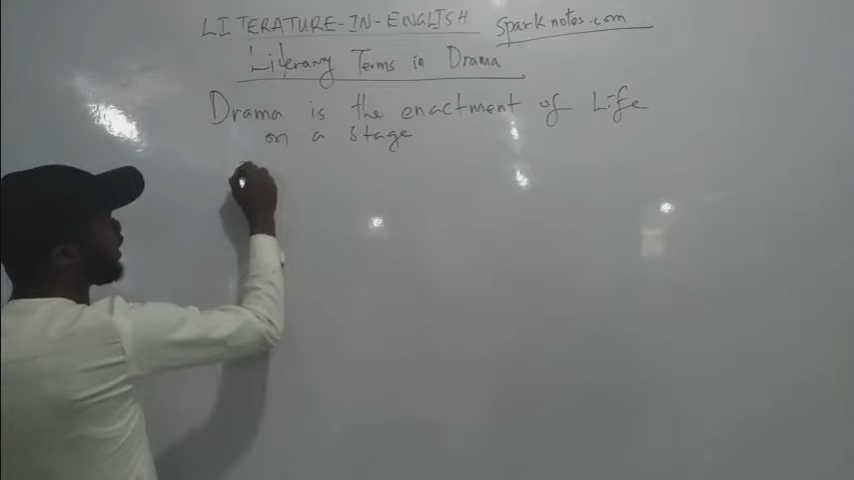 LITERATURE-IN-ENGLISH sparknotes.com
Literary Terms in Drama
Drama is the enactment of Life
on a stage